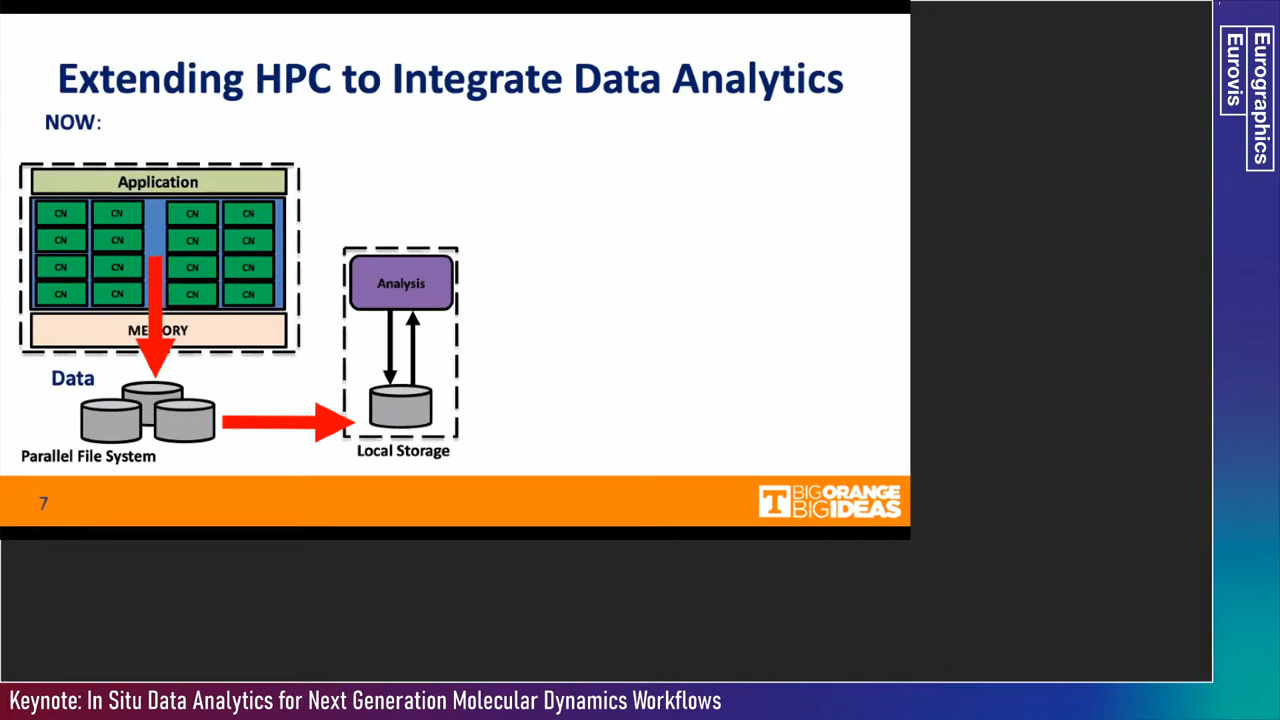 Extending HPC to Integrate Data Analytics
NOW:
Application
CN CN CN CN
CN CN CN CN
CN CN CN CN
CN CN CN CN
MEMORY
Analysis
Data
Parallel File System
Local Storage
7
T BIG ORANGE
BIG IDEAS
Eurographics
Eurovis
Keynote: In Situ Data Analytics for Next Generation Molecular Dynamics Workflows